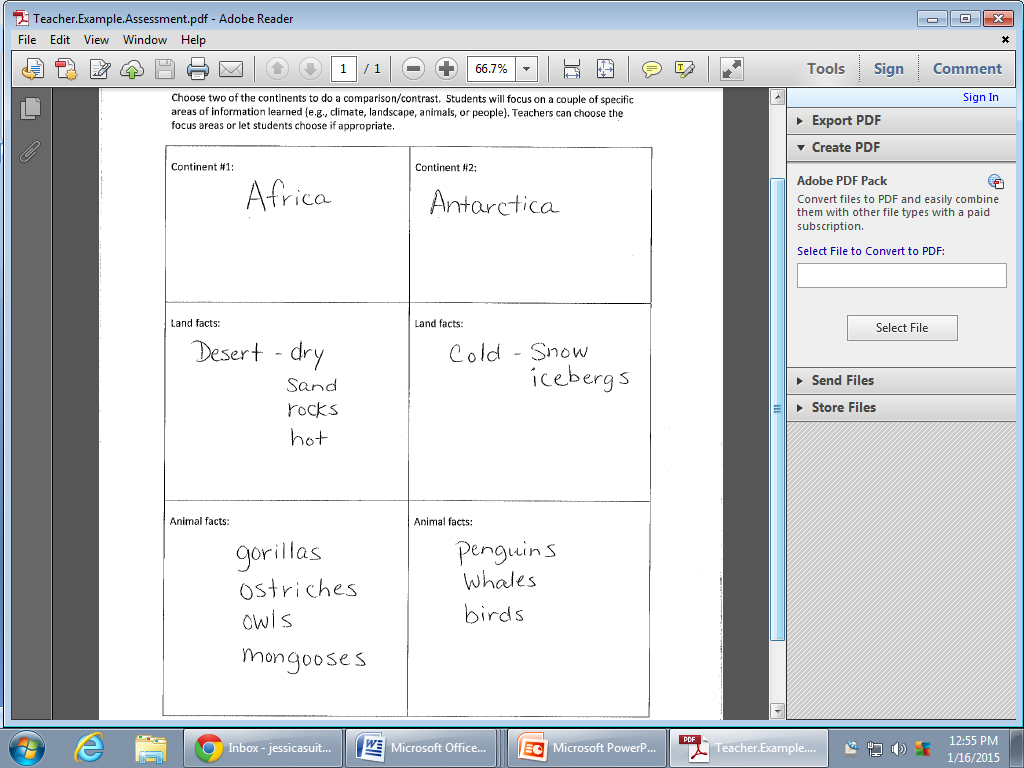 Teacher.Example.Assessment.pdf - Adobe Reader
File Edit View Window Help
1 / 1 66.7% Tools Sign Comment
Sign In
Export PDF
Create PDF
Adobe PDF Pack
Convert files to PDF and easily combine
them with other file types with a paid
subscription.
Select File to Convert to PDF:
Select File
Send Files
Store Files
Choose two of the continents to do a comparison/contrast. Students will focus on a couple of specific
areas of information learned (e.g., climate, landscape, animals, or people). Teachers can choose the
focus areas or let students choose if appropriate.
Continent #1:
Africa
Continent #2:
Antarctica
Land facts:
Desert - dry
sand
rocks
hot
Land facts:
Cold - Snow
icebergs
Animal facts:
gorillas
ostriches
owls
mongooses
Animal facts:
penguins
whales
birds
Inbox - jessicasuit... Microsoft Office... Microsoft PowerP... PDF Teacher.Example....
12:55 PM
1/16/2015